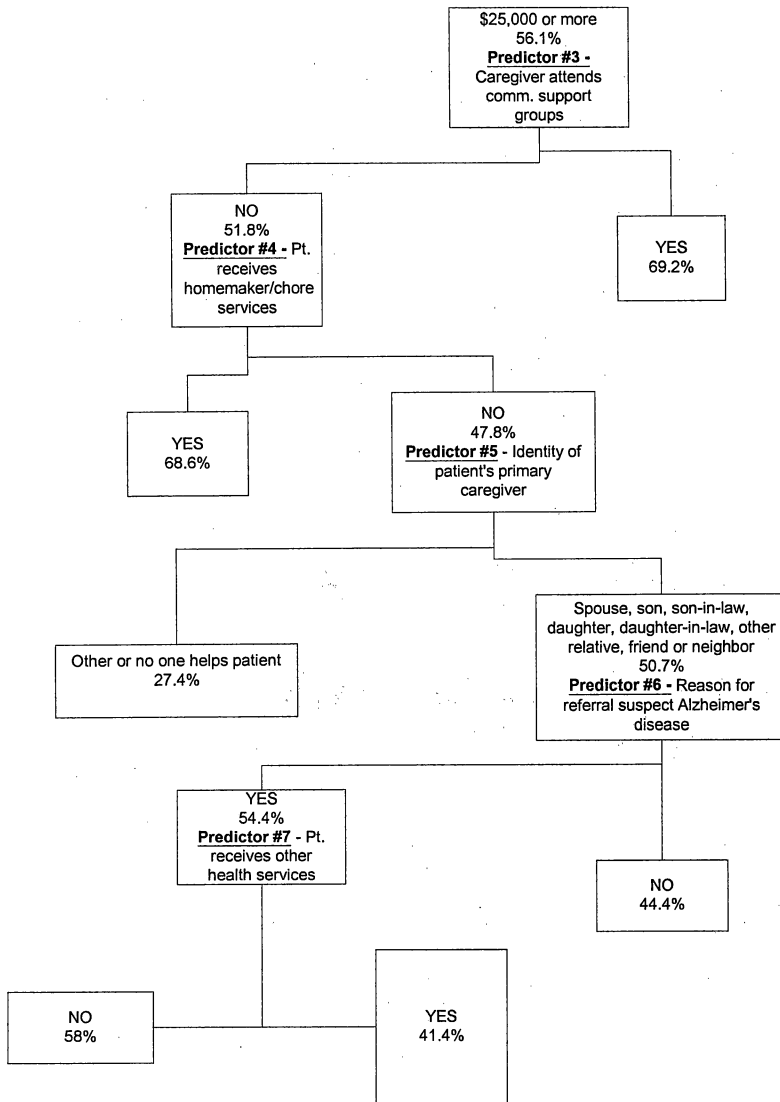 $25,000 or more
56.1%
Predictor #3 -
Caregiver attends
comm. support
groups
NO
51.8%
Predictor #4 - Pt.
receives
homemaker/chore
services
YES
69.2%
YES
68.6%
NO
47.8%
Predictor #5 - Identity of
patient's primary
caregiver
Other or no one helps patient
27.4%
Spouse, son, son-in-law,
daughter, daughter-in-law, other
relative, friend or neighbor
50.7%
Predictor #6 - Reason for
referral suspect Alzheimer's
disease
YES
54.4%
Predictor #7 - Pt.
receives other
health services
NO
44.4%
NO
58%
YES
41.4%